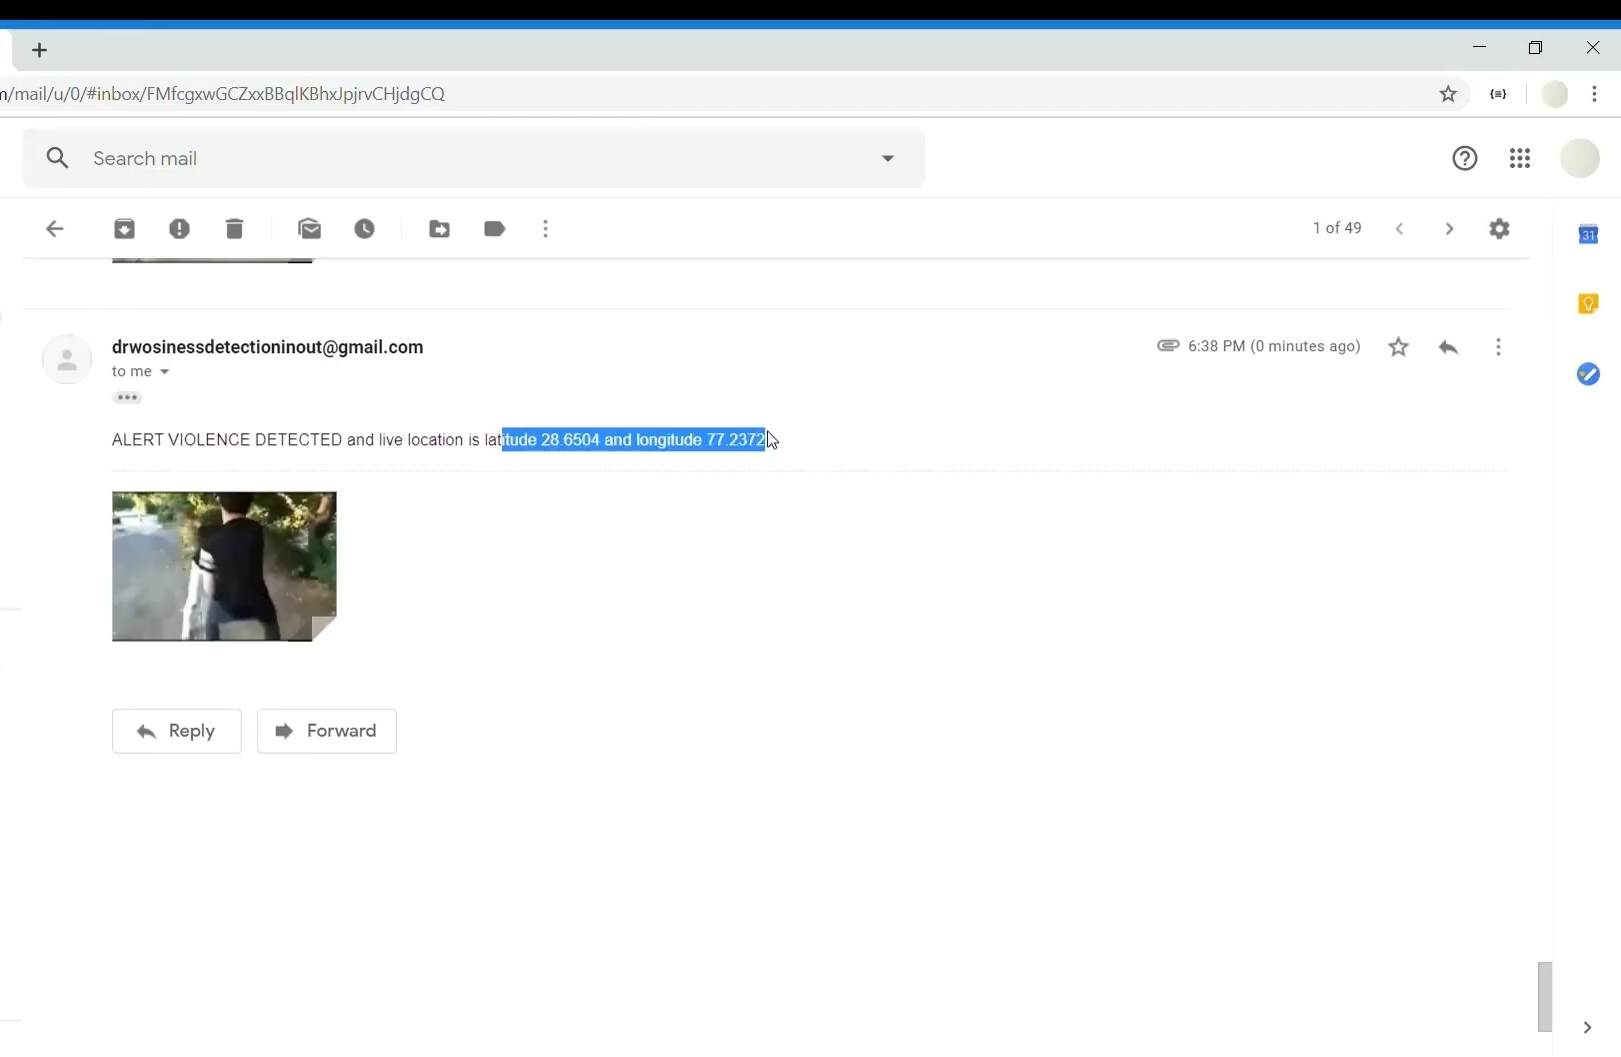 m/mail/u/0/#inbox/FMfcgxwGCZxxBBqlKBhxJpjrvCHjdgCQ
Search mail
1 of 49
31
drwosinessdetectioninout@gmail.com
6:38 PM (0 minutes ago)
to me
ALERT VIOLENCE DETECTED and live location is latitude 28.6504 and longitude 77.2372
Reply
Forward